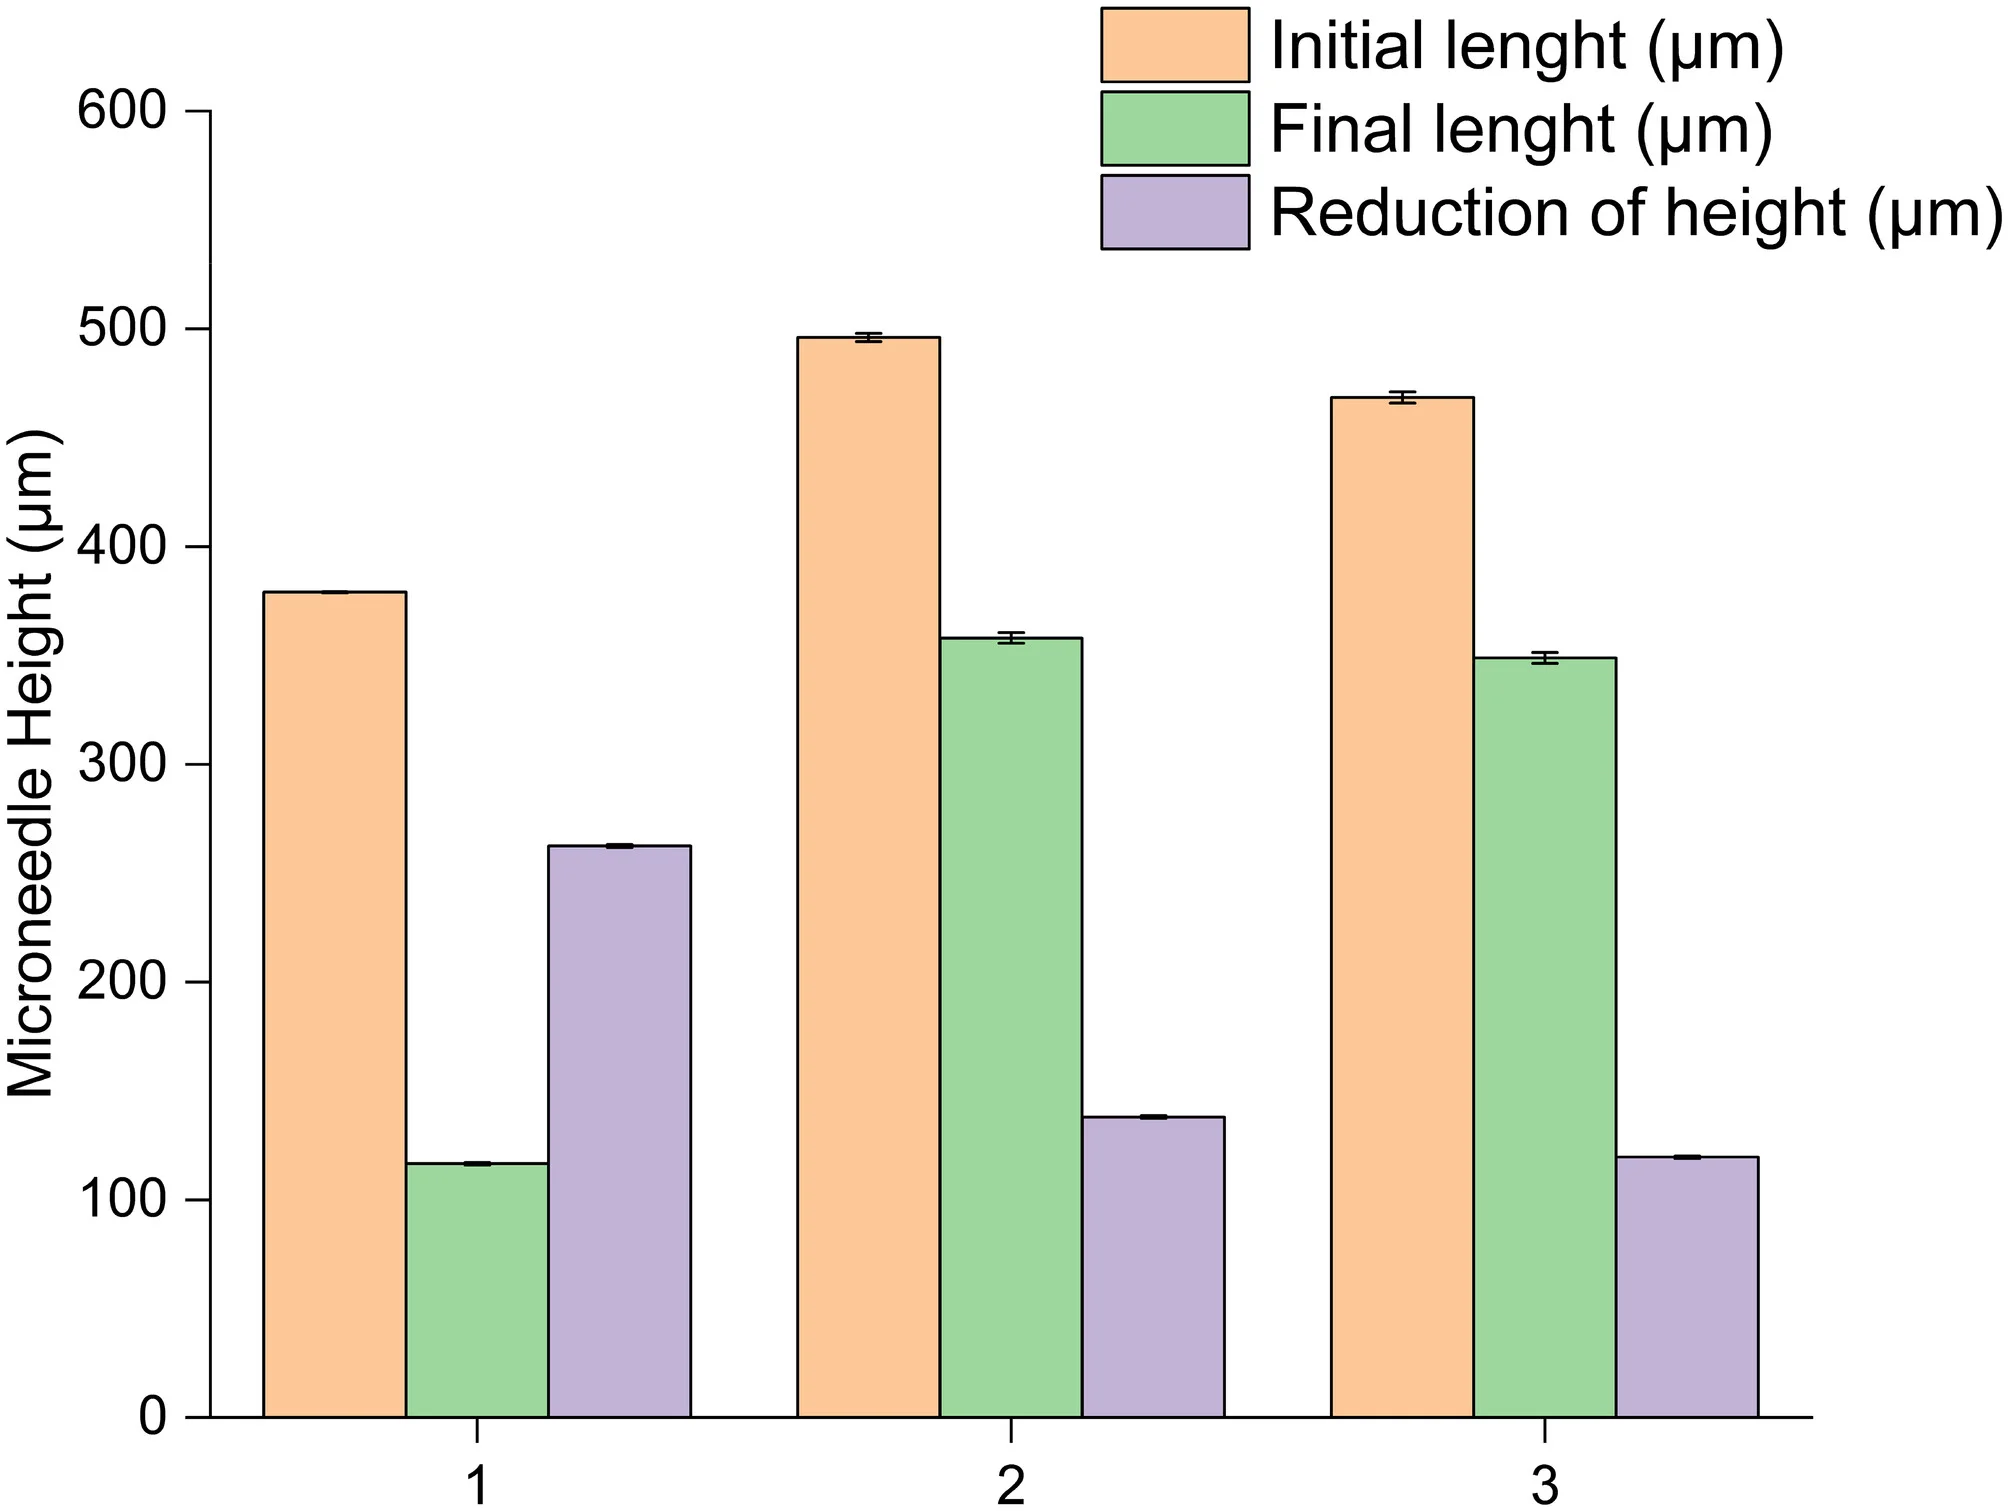 Initial lenght (µm)
Final lenght (µm)
Reduction of height (µm)
600
500
400
300
200
100
0
Microneedle Height (µm)
1
2
3